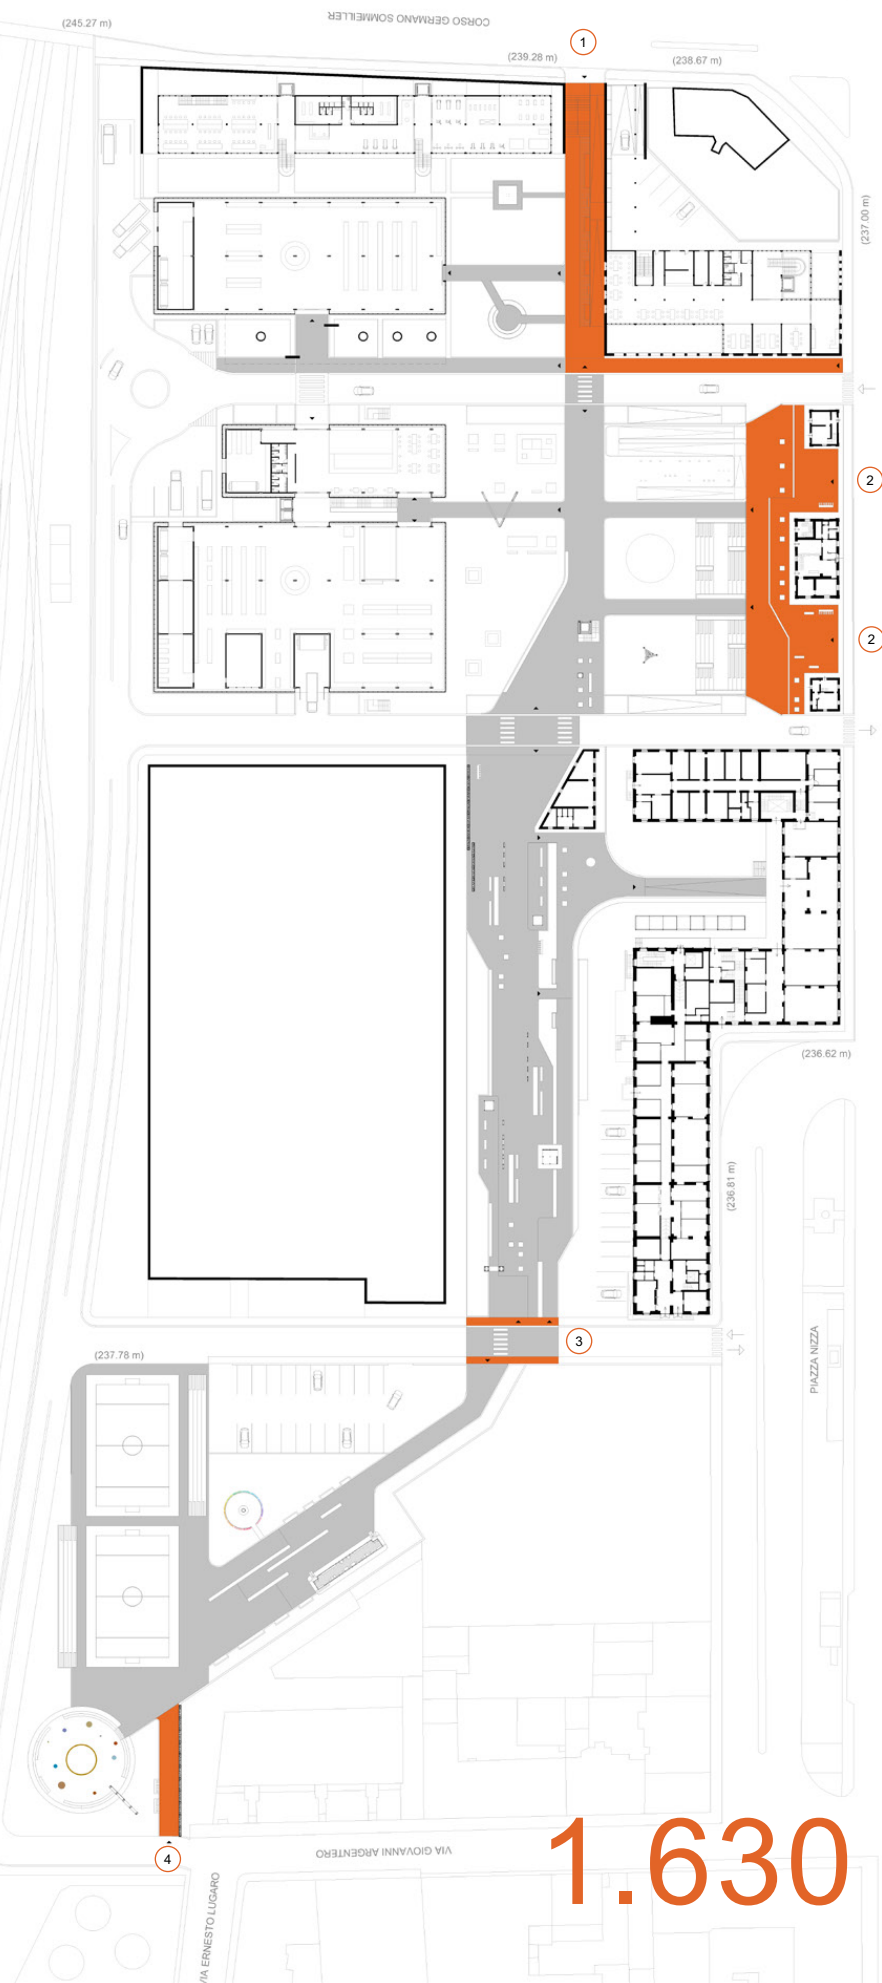 CORSO GERMANO SOMMEILLER
(245.27 m)
1
(239.28 m)
(238.67 m)
(237.00 m)
2
2
(236.62 m)
(236.81 m)
3
PIAZZA NIZZA
(237.78 m)
4
VIA GIOVANNI ARGENTERO
1.630
VIA ERNESTO LUGARO